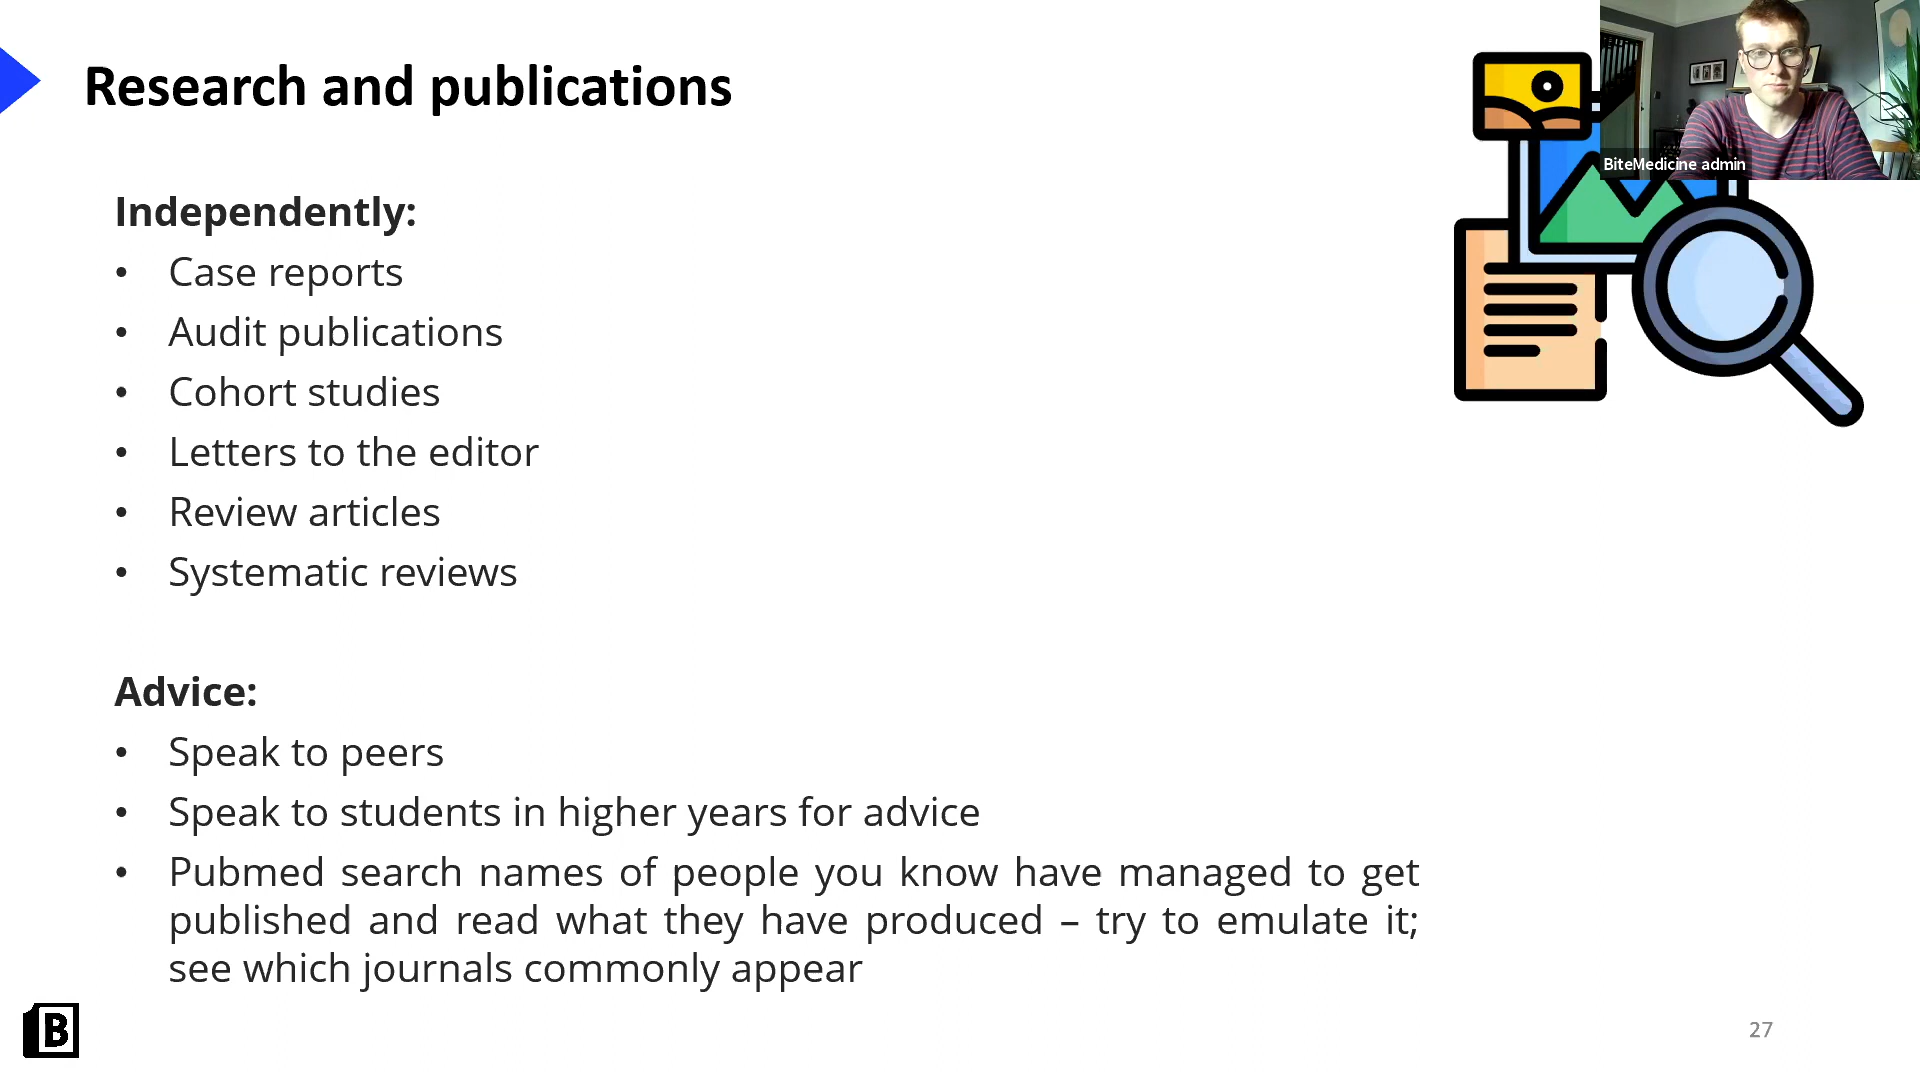 Research and publications
BiteMedicine admin
Independently:
• Case reports
• Audit publications
• Cohort studies
• Letters to the editor
• Review articles
• Systematic reviews
Advice:
• Speak to peers
• Speak to students in higher years for advice
• Pubmed search names of people you know have managed to get
published and read what they have produced – try to emulate it;
see which journals commonly appear
B
27